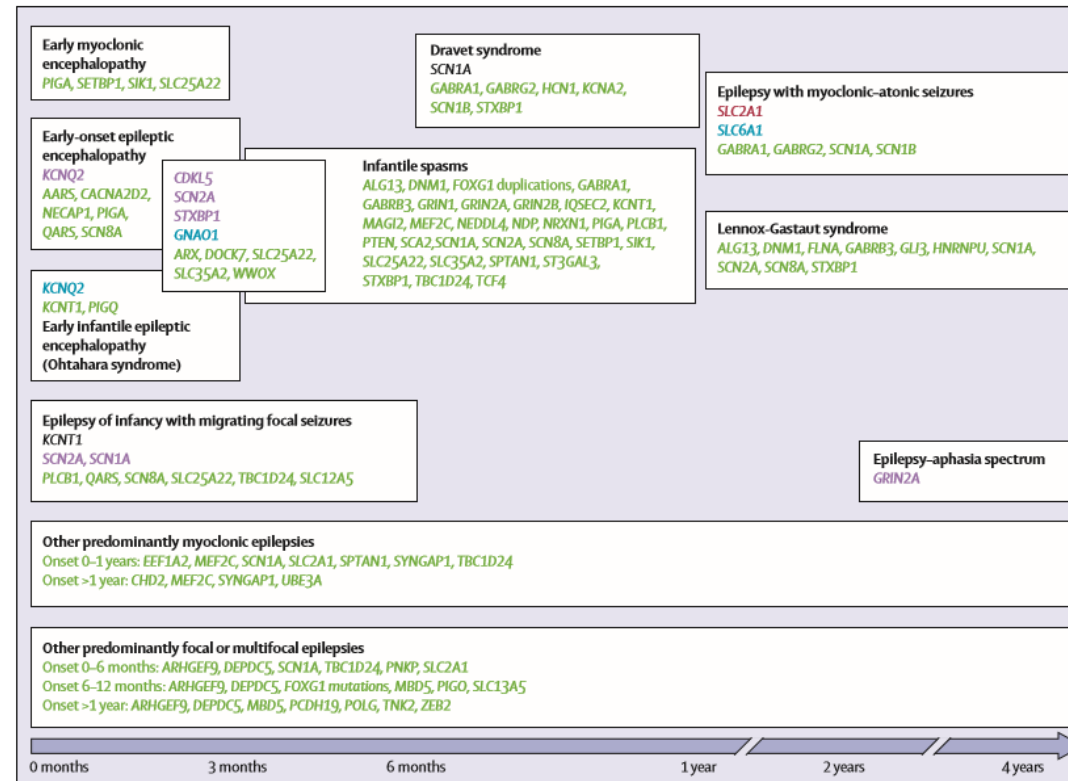 Early myoclonic
encephalopathy
PIGA, SETBP1, SIK1, SLC25A22
Dravet syndrome
SCN1A
GABRA1, GABRG2, HCN1, KCNA2,
SCN1B, STXBP1
Epilepsy with myoclonic–atonic seizures
SLC2A1
SLC6A1
GABRA1, GABRG2, SCN1A, SCN1B
Early-onset epileptic
encephalopathy
KCNQ2
AARS, CACNA2D2,
NECAP1, PIGA,
QARS, SCN8A
CDKL5
SCN2A
STXBP1
GNAO1
ARX, DOCK7, SLC25A22,
SLC35A2, WWOX
Infantile spasms
ALG13, DNM1, FOXG1 duplications, GABRA1,
GABRB3, GRIN1, GRIN2A, GRIN2B, IQSEC2, KCNT1,
MAGI2, MEF2C, NEDDL4, NDP, NRXN1, PIGA, PLCB1,
PTEN, SCA2,SCN1A, SCN2A, SCN8A, SETBP1, SIK1,
SLC25A22, SLC35A2, SPTAN1, ST3GAL3,
STXBP1, TBC1D24, TCF4
Lennox-Gastaut syndrome
ALG13, DNM1, FLNA, GABRB3, GLI3, HNRNPU, SCN1A,
SCN2A, SCN8A, STXBP1
KCNQ2
KCNT1, PIGQ
Early infantile epileptic
encephalopathy
(Ohtahara syndrome)
Epilepsy of infancy with migrating focal seizures
KCNT1
SCN2A, SCN1A
PLCB1, QARS, SCN8A, SLC25A22, TBC1D24, SLC12A5
Epilepsy–aphasia spectrum
GRIN2A
Other predominantly myoclonic epilepsies
Onset 0–1 years: EEF1A2, MEF2C, SCN1A, SLC2A1, SPTAN1, SYNGAP1, TBC1D24
Onset >1 year: CHD2, MEF2C, SYNGAP1, UBE3A
Other predominantly focal or multifocal epilepsies
Onset 0–6 months: ARHGEF9, DEPDC5, SCN1A, TBC1D24, PNKP, SLC2A1
Onset 6–12 months: ARHGEF9, DEPDC5, FOXG1 mutations, MBD5, PIGO, SLC13A5
Onset >1 year: ARHGEF9, DEPDC5, MBD5, PCDH19, POLG, TNK2, ZEB2
0 months 3 months 6 months 1 year 2 years 4 years